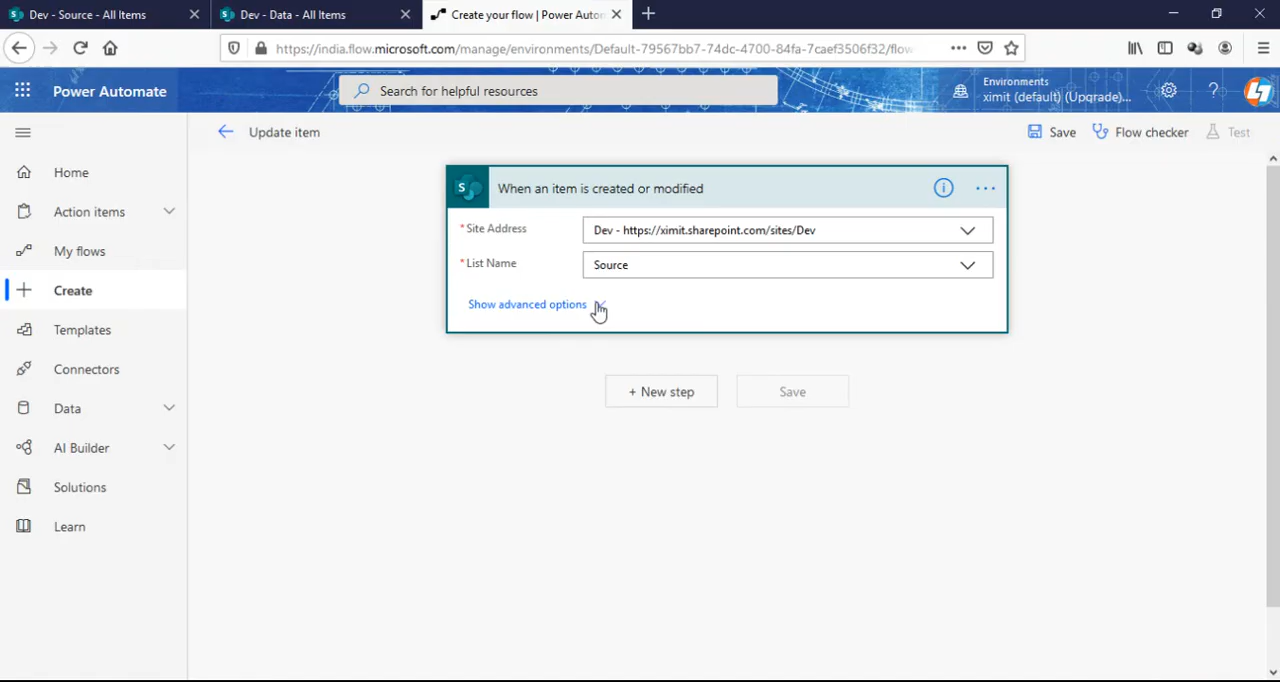 Dev - Source - All Items
Dev - Data - All Items
Create your flow | Power Autom
https://india.flow.microsoft.com/manage/environments/Default-79567bb7-74dc-4700-84fa-7caef3506f32/flow
Power Automate
Search for helpful resources
Environments
ximit (default) (Upgrade)...
?
Update item
Save
Flow checker
Test
Home
Action items
My flows
Create
Templates
Connectors
Data
AI Builder
Solutions
Learn
S
When an item is created or modified
* Site Address
Dev - https://ximit.sharepoint.com/sites/Dev
* List Name
Source
Show advanced options
+ New step
Save